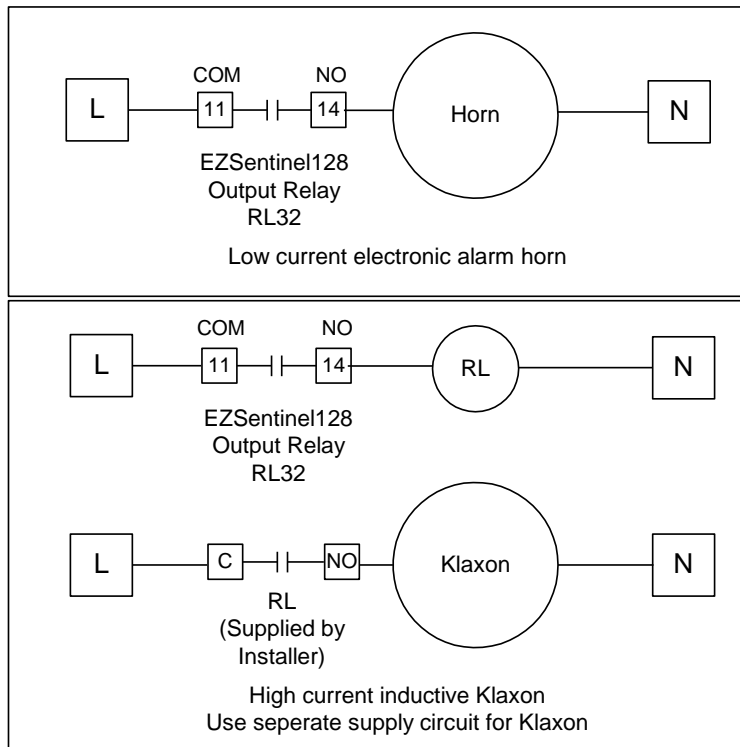 COM NO
L 11 14 Horn N
EZSentinel128
Output Relay
RL32
Low current electronic alarm horn
COM NO
L 11 14 RL N
EZSentinel128
Output Relay
RL32
L C NO Klaxon N
RL
(Supplied by
Installer)
High current inductive Klaxon
Use seperate supply circuit for Klaxon